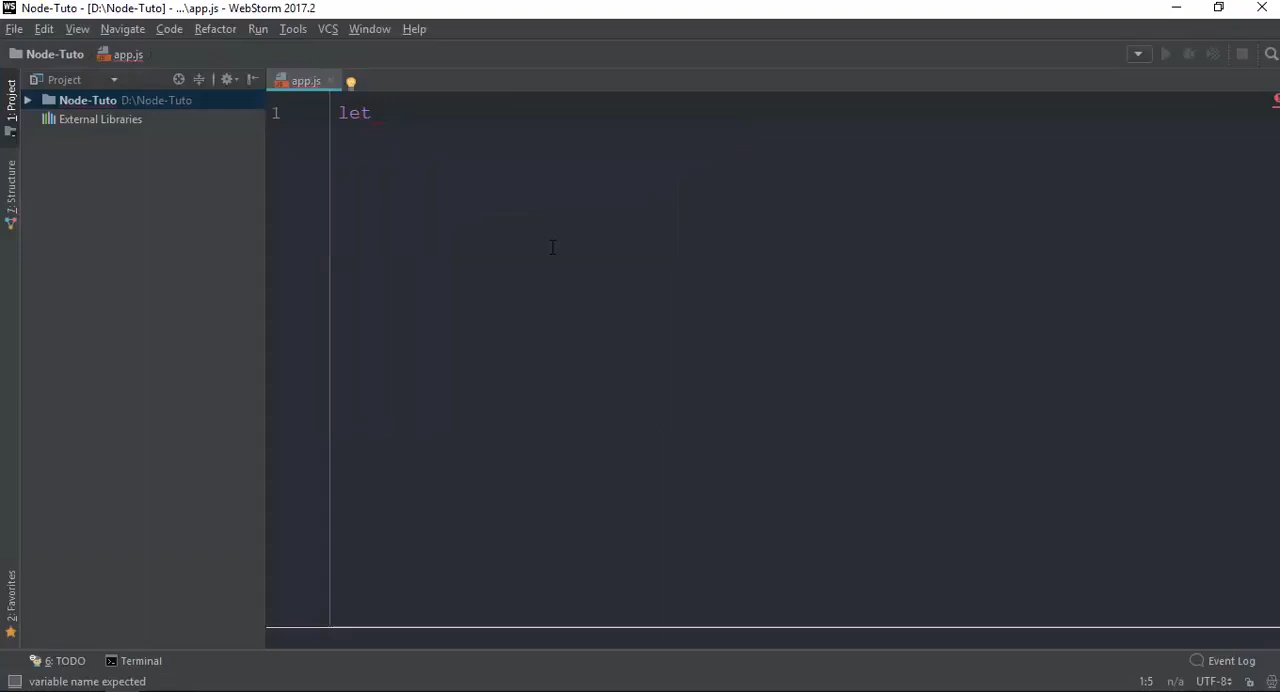 WS Node-Tuto - [D:\Node-Tuto] - ...\app.js - WebStorm 2017.2
File Edit View Navigate Code Refactor Run Tools VCS Window Help
Node-Tuto app.js
1: Project
Project
app.js
Node-Tuto D:\Node-Tuto
External Libraries
1 let
7: Structure
2: Favorites
6: TODO Terminal Event Log
variable name expected 1:5 n/a UTF-8